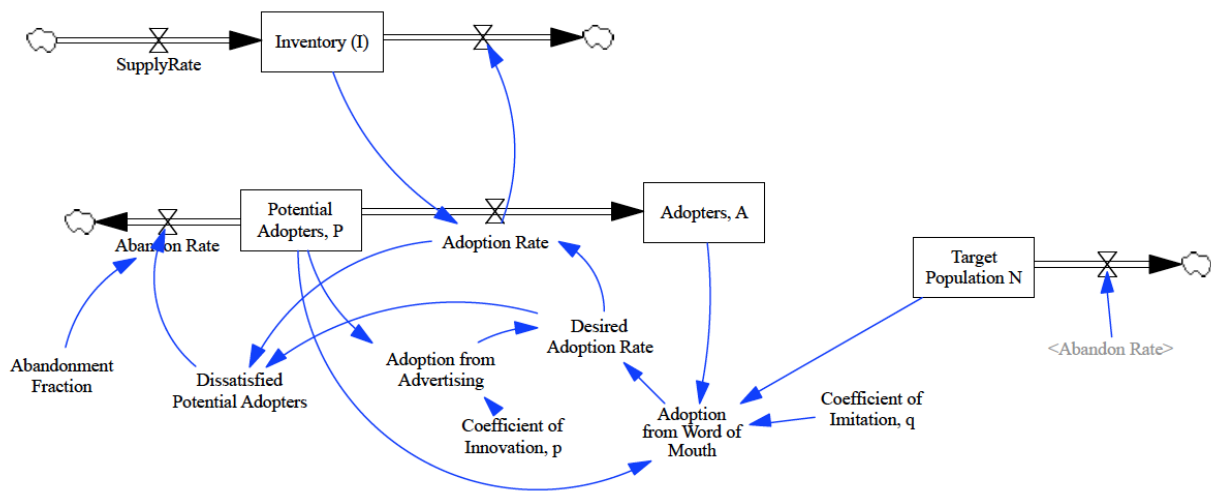 Inventory (I)
SupplyRate
Potential
Adopters, P
Adopters, A
Abandon Rate
Adoption Rate
Target
Population N
Abandonment
Fraction
Dissatisfied
Potential Adopters
Adoption from
Advertising
Desired
Adoption Rate
<Abandon Rate>
Coefficient of
Innovation, p
Adoption
from Word of
Mouth
Coefficient of
Imitation, q